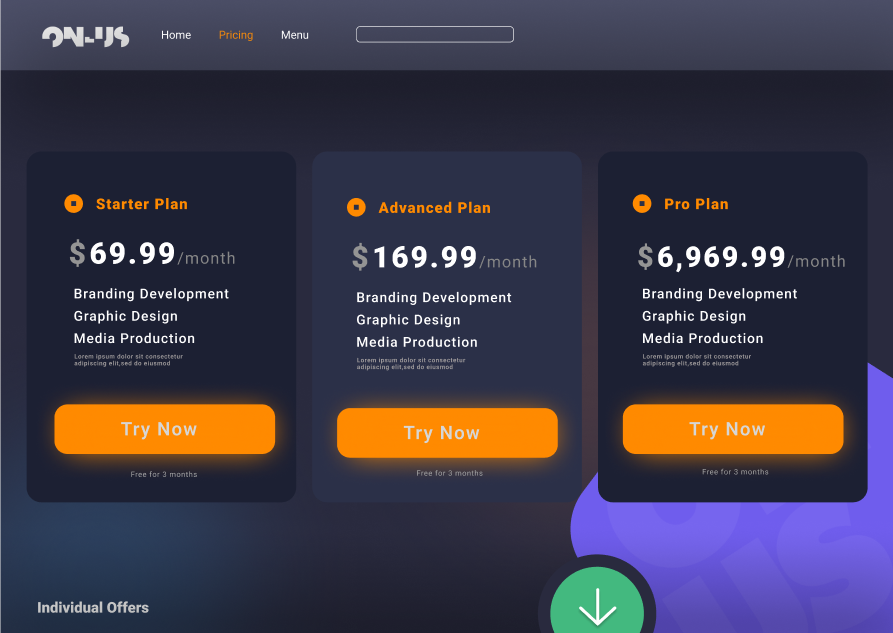 ON-US
Home
Pricing
Menu
Starter Plan
$69.99/month
Branding Development
Graphic Design
Media Production
Lorem ipsum dolor sit consectetur
adipiscing elit,sed do eiusmod
Try Now
Free for 3 months
Advanced Plan
$169.99/month
Branding Development
Graphic Design
Media Production
Lorem ipsum dolor sit consectetur
adipiscing elit,sed do eiusmod
Try Now
Free for 3 months
Pro Plan
$6,969.99/month
Branding Development
Graphic Design
Media Production
Lorem ipsum dolor sit consectetur
adipiscing elit,sed do eiusmod
Try Now
Free for 3 months
Individual Offers